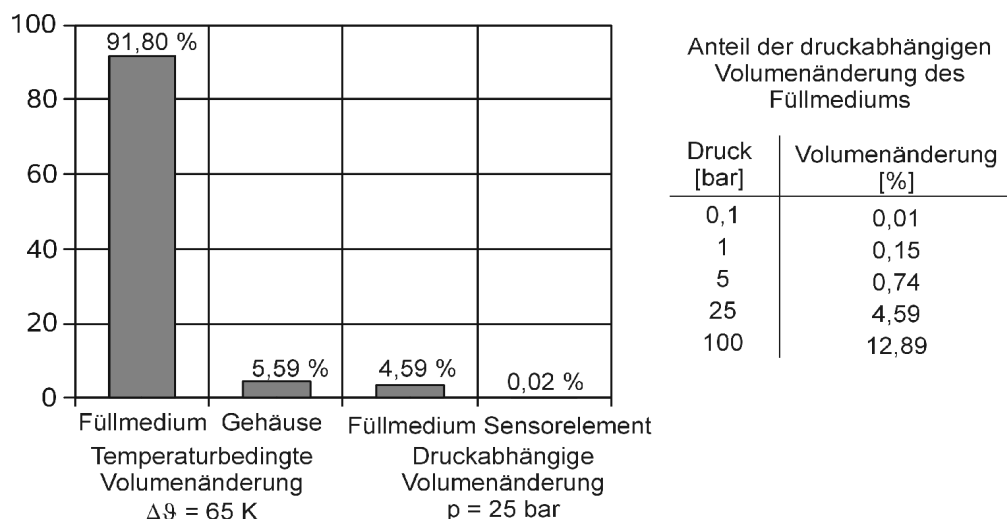 100
80
60
40
20
0
91,80 %
5,59 %
4,59 %
0,02 %
Füllmedium Gehäuse
Füllmedium Sensorelement
Temperaturbedingte
Volumenänderung
Δϑ = 65 K
Druckabhängige
Volumenänderung
p = 25 bar
Anteil der druckabhängigen
Volumenänderung des
Füllmediums
Druck Volumenänderung
[bar] [%]
0,1 0,01
1 0,15
5 0,74
25 4,59
100 12,89